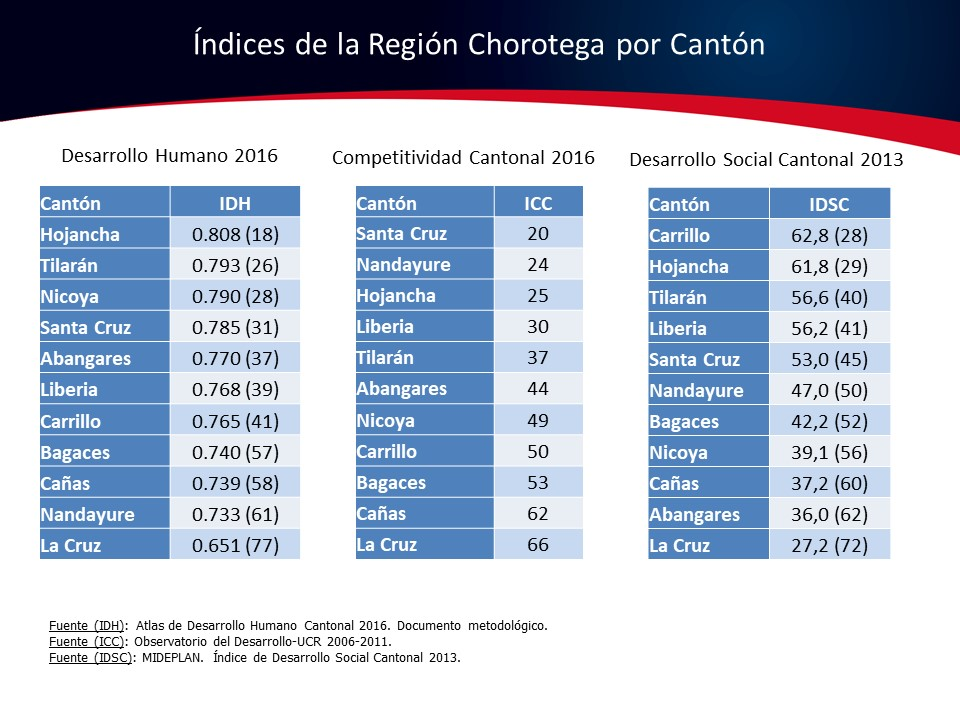 Índices de la Región Chorotega por Cantón
Desarrollo Humano 2016
Cantón IDH
Hojancha 0.808 (18)
Tilarán 0.793 (26)
Nicoya 0.790 (28)
Santa Cruz 0.785 (31)
Abangares 0.770 (37)
Liberia 0.768 (39)
Carrillo 0.765 (41)
Bagaces 0.740 (57)
Cañas 0.739 (58)
Nandayure 0.733 (61)
La Cruz 0.651 (77)
Competitividad Cantonal 2016
Cantón ICC
Santa Cruz 20
Nandayure 24
Hojancha 25
Liberia 30
Tilarán 37
Abangares 44
Nicoya 49
Carrillo 50
Bagaces 53
Cañas 62
La Cruz 66
Desarrollo Social Cantonal 2013
Cantón IDSC
Carrillo 62,8 (28)
Hojancha 61,8 (29)
Tilarán 56,6 (40)
Liberia 56,2 (41)
Santa Cruz 53,0 (45)
Nandayure 47,0 (50)
Bagaces 42,2 (52)
Nicoya 39,1 (56)
Cañas 37,2 (60)
Abangares 36,0 (62)
La Cruz 27,2 (72)
Fuente (IDH): Atlas de Desarrollo Humano Cantonal 2016. Documento metodológico.
Fuente (ICC): Observatorio del Desarrollo-UCR 2006-2011.
Fuente (IDSC): MIDEPLAN. Índice de Desarrollo Social Cantonal 2013.